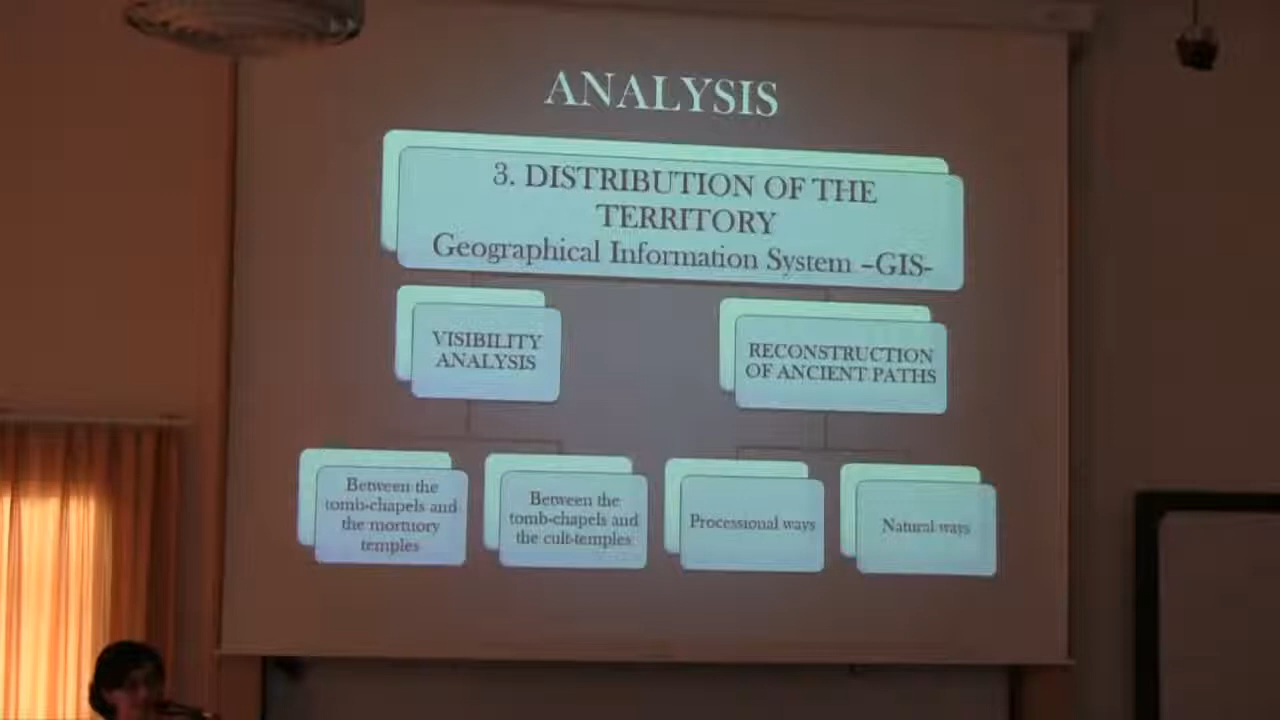 ANALYSIS
3. DISTRIBUTION OF THE
TERRITORY
Geographical Information System –GIS-
VISIBILITY
ANALYSIS
RECONSTRUCTION
OF ANCIENT PATHS
Between the
tomb-chapels and
the mortuory
temples
Between the
tomb-chapels and
the cult-temples
Processional ways
Natural ways